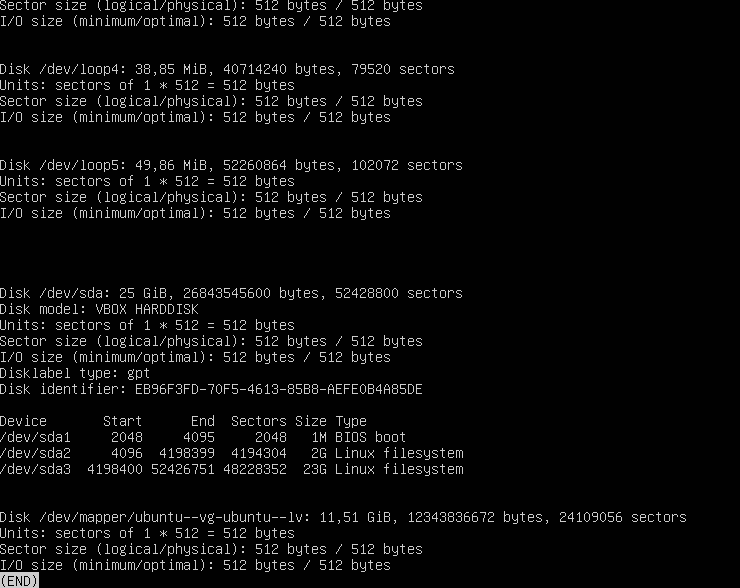 Sector size (logical/physical): 512 bytes / 512 bytes
I/O size (minimum/optimal): 512 bytes / 512 bytes
Disk /dev/loop4: 38,85 MiB, 40714240 bytes, 79520 sectors
Units: sectors of 1 * 512 = 512 bytes
Sector size (logical/physical): 512 bytes / 512 bytes
I/O size (minimum/optimal): 512 bytes / 512 bytes
Disk /dev/loop5: 49,86 MiB, 52260864 bytes, 102072 sectors
Units: sectors of 1 * 512 = 512 bytes
Sector size (logical/physical): 512 bytes / 512 bytes
I/O size (minimum/optimal): 512 bytes / 512 bytes
Disk /dev/sda: 25 GiB, 26843545600 bytes, 52428800 sectors
Disk model: VBOX HARDDISK
Units: sectors of 1 * 512 = 512 bytes
Sector size (logical/physical): 512 bytes / 512 bytes
I/O size (minimum/optimal): 512 bytes / 512 bytes
Disklabel type: gpt
Disk identifier: EB96F3FD-70F5-4613-85B8-AEFE0B4A85DE
Device       Start      End  Sectors Size Type
/dev/sda1     2048     4095     2048   1M BIOS boot
/dev/sda2     4096  4198399  4194304   2G Linux filesystem
/dev/sda3  4198400 52426751 48228352  23G Linux filesystem
Disk /dev/mapper/ubuntu--vg-ubuntu--lv: 11,51 GiB, 12343836672 bytes, 24109056 sectors
Units: sectors of 1 * 512 = 512 bytes
Sector size (logical/physical): 512 bytes / 512 bytes
I/O size (minimum/optimal): 512 bytes / 512 bytes
(END)